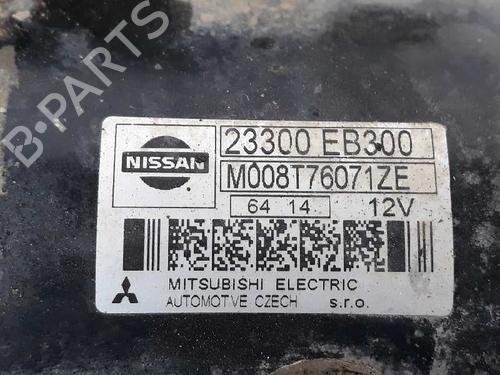 B-PARTS
NISSAN
23300 EB300
M008T76071ZE
64 14 12V
MITSUBISHI ELECTRIC
AUTOMOTVE CZECH s.r.o.